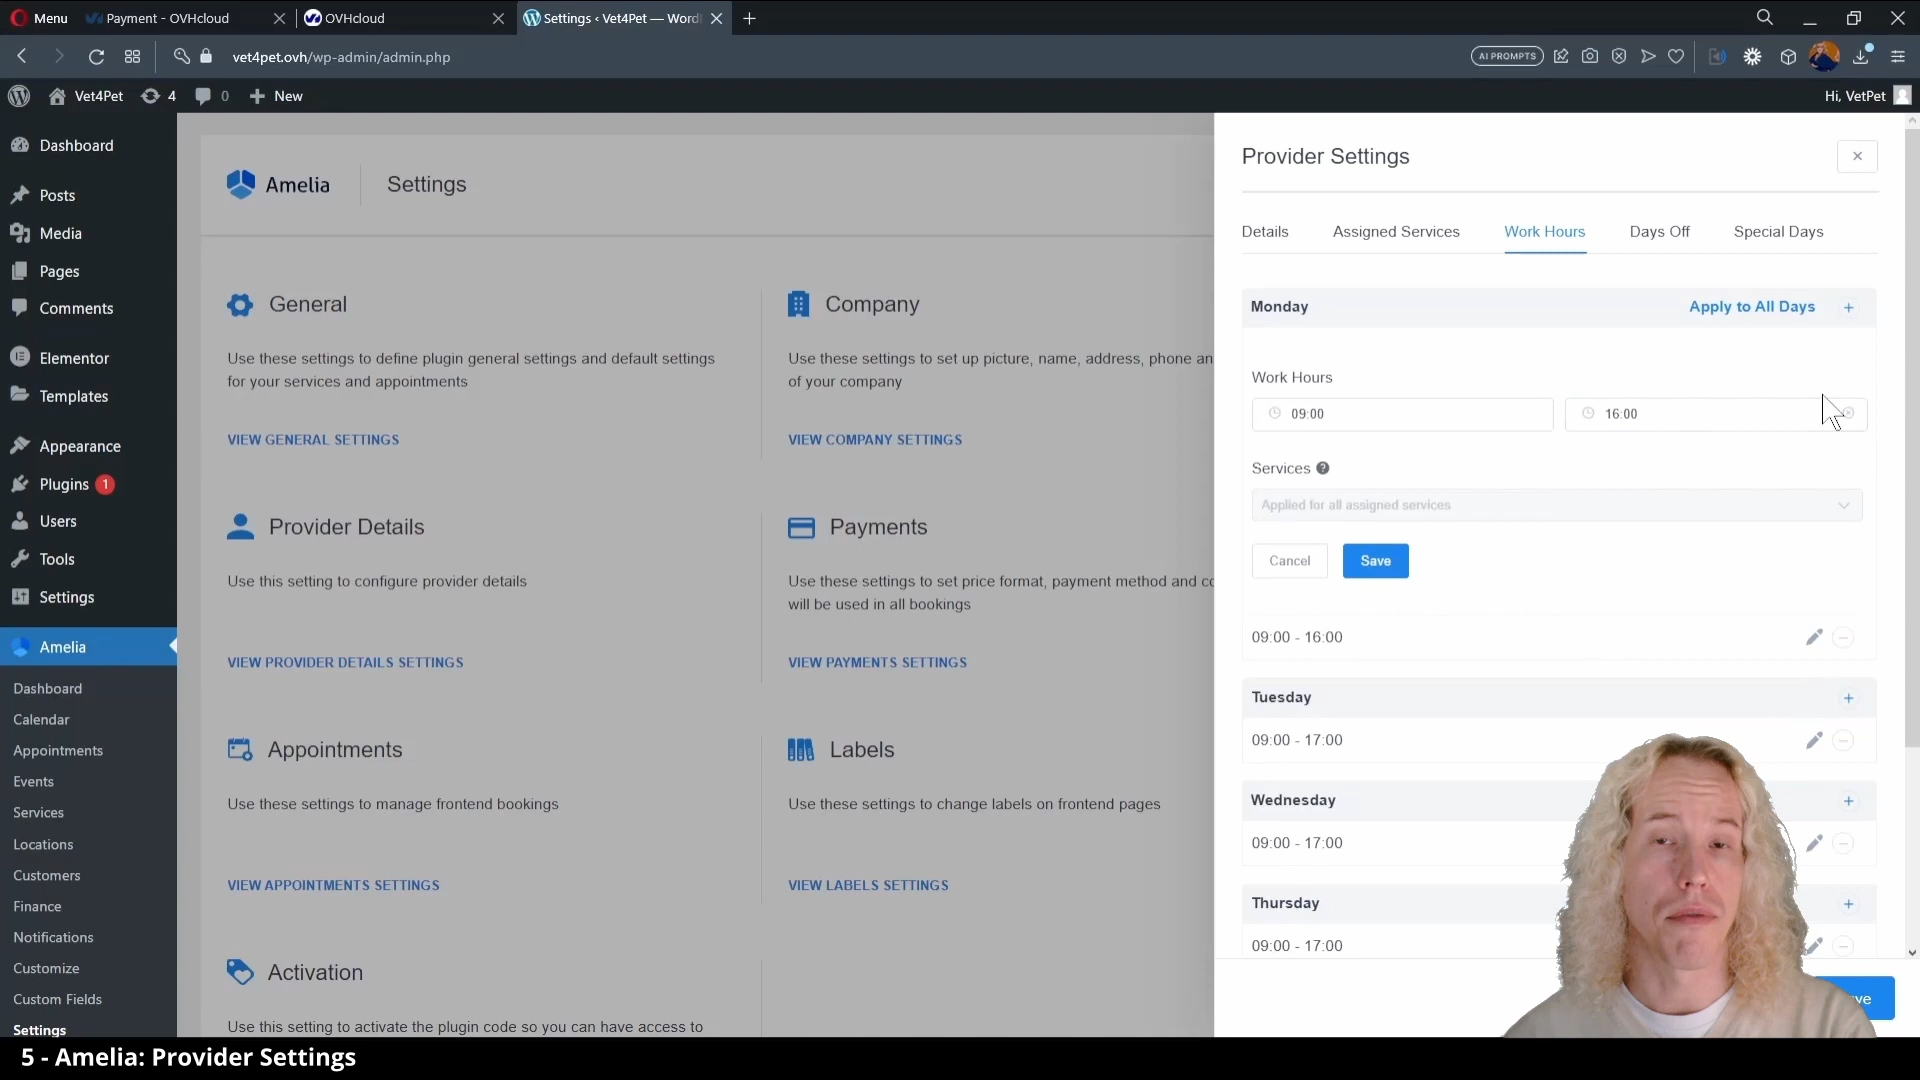 Menu
Payment - OVHcloud
OVHcloud
Settings ‹ Vet4Pet — Word
vet4pet.ovh/wp-admin/admin.php
AI PROMPTS
Vet4Pet
4
0
New
Hi, VetPet
Dashboard
Posts
Media
Pages
Comments
Elementor
Templates
Appearance
Plugins 1
Users
Tools
Settings
Amelia
Dashboard
Calendar
Appointments
Events
Services
Locations
Customers
Finance
Notifications
Customize
Custom Fields
Settings
Amelia
Settings
General
Use these settings to define plugin general settings and default settings
for your services and appointments
VIEW GENERAL SETTINGS
Company
Use these settings to set up picture, name, address, phone an
of your company
VIEW COMPANY SETTINGS
Provider Details
Use this setting to configure provider details
VIEW PROVIDER DETAILS SETTINGS
Payments
Use these settings to set price format, payment method and co
will be used in all bookings
VIEW PAYMENTS SETTINGS
Appointments
Use these settings to manage frontend bookings
VIEW APPOINTMENTS SETTINGS
Labels
Use these settings to change labels on frontend pages
VIEW LABELS SETTINGS
Activation
Use this setting to activate the plugin code so you can have access to
Provider Settings
Details
Assigned Services
Work Hours
Days Off
Special Days
Monday
Apply to All Days
Work Hours
09:00
16:00
Services
Applied for all assigned services
Cancel
Save
09:00 - 16:00
Tuesday
09:00 - 17:00
Wednesday
09:00 - 17:00
Thursday
09:00 - 17:00
ve
5 - Amelia: Provider Settings